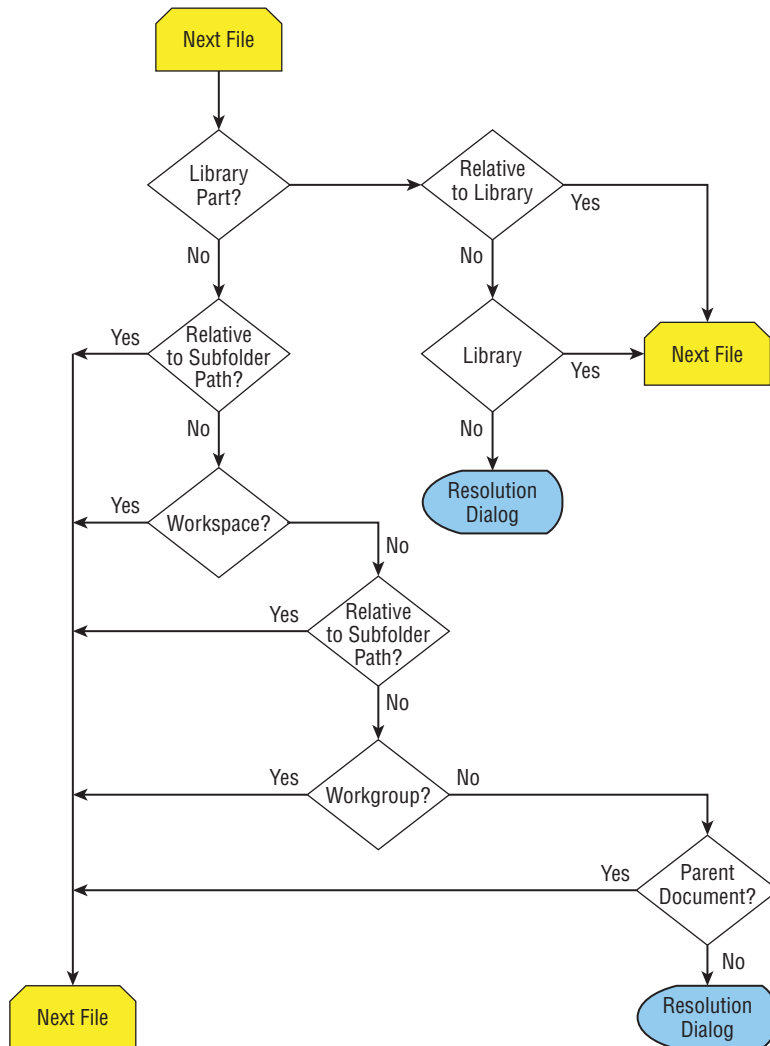 Next File
Library
Part?
Relative
to Library
Yes
No
No
Yes
Relative
to Subfolder
Path?
Library
Yes
Next File
No
No
Resolution
Dialog
Yes
Workspace?
No
Yes
Relative
to Subfolder
Path?
No
Yes
Workgroup?
No
Yes
Parent
Document?
No
Next File
Resolution
Dialog